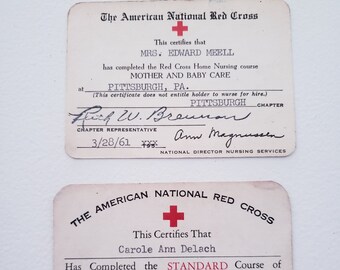 The American National Red Cross
This certifies that
MRS. EDWARD MEELL
has completed the Red Cross Home Nursing course
MOTHER AND BABY CARE
at PITTSBURGH, PA.
(This certificate does not entitle holder to nurse for hire.)
PITTSBURGH CHAPTER
W. Brewson
CHAPTER REPRESENTATIVE
Ann Magnussen
3/28/61
NATIONAL DIRECTOR NURSING SERVICES
THE AMERICAN NATIONAL RED CROSS
This Certifies That
Carole Ann Delach
Has Completed the STANDARD Course of